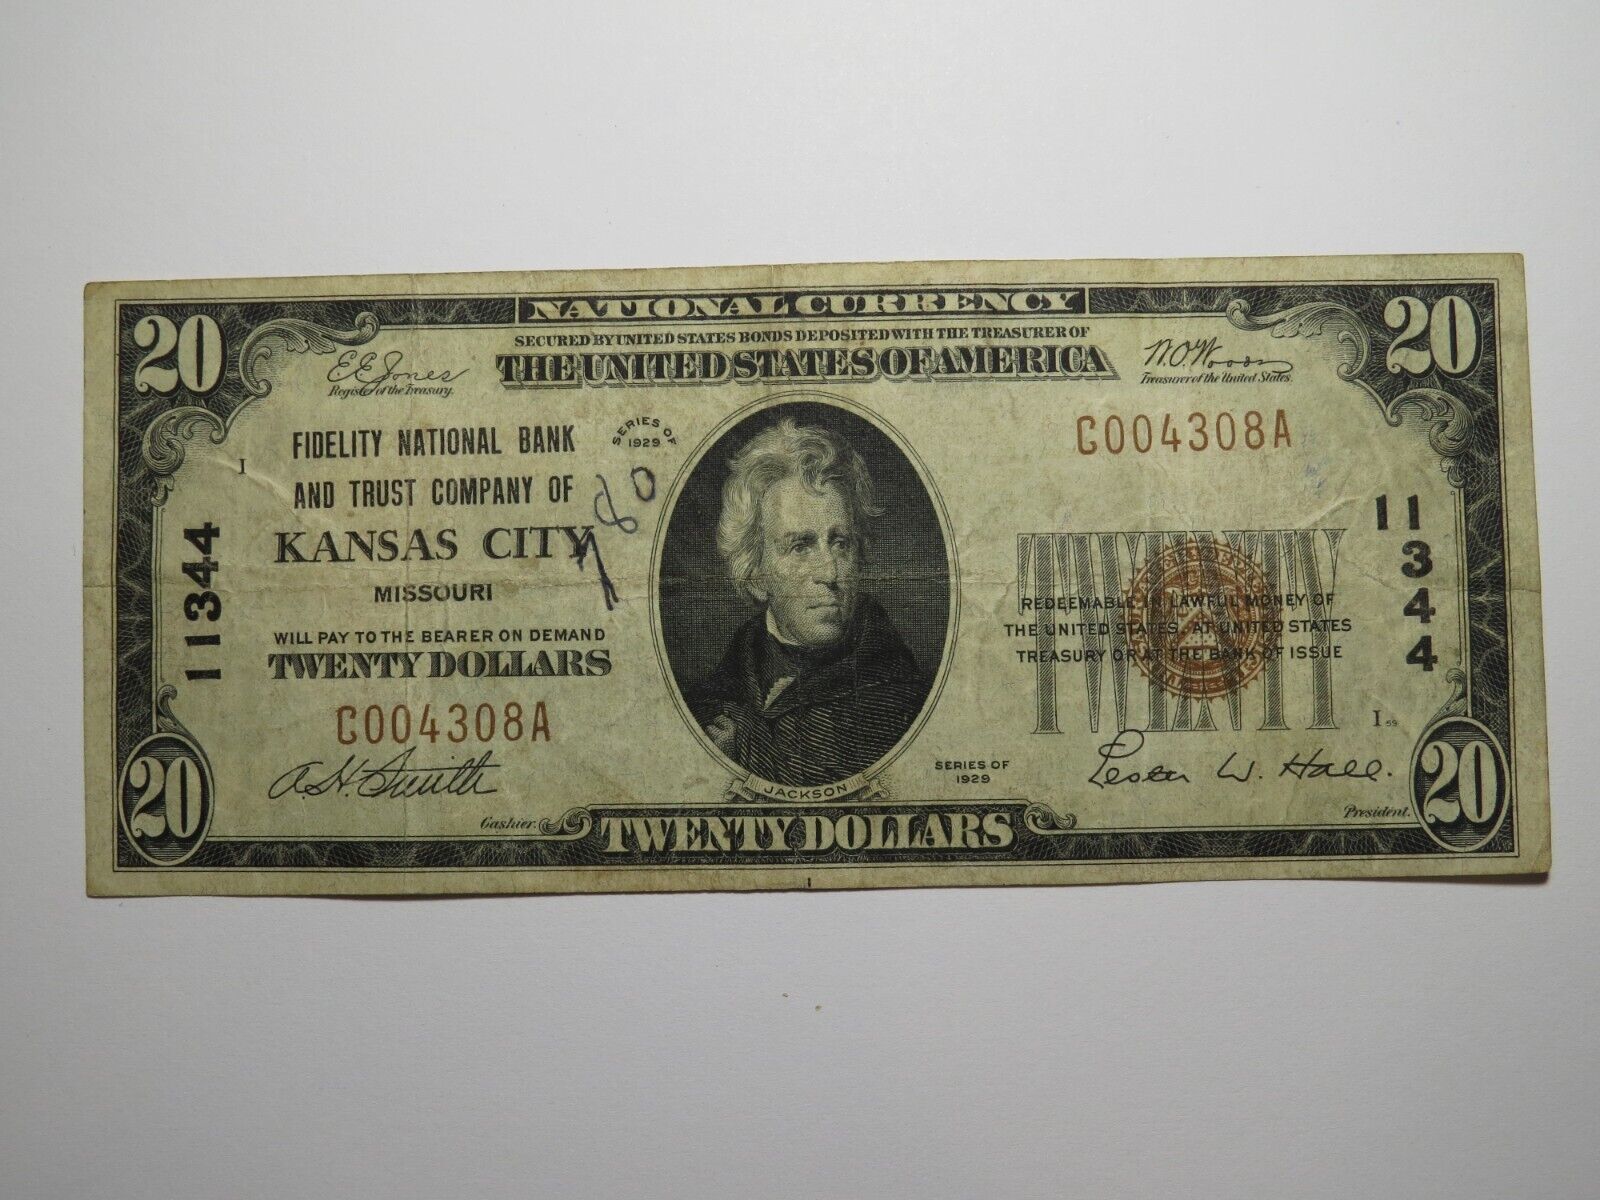 NATIONAL CURRENCY
SECURED BY UNITED STATES BONDS DEPOSITED WITH THE TREASURER OF
THE UNITED STATES OF AMERICA
20
20
E E Jones
Register of the Treasury.
W.O. Woods
Treasurer of the United States.
FIDELITY NATIONAL BANK
AND TRUST COMPANY OF
KANSAS CITY
MISSOURI
WILL PAY TO THE BEARER ON DEMAND
TWENTY DOLLARS
SERIES OF
1929
780
I
11344
C004308A
A.H. Smith
Cashier.
JACKSON
C004308A
11344
TWENTY
REDEEMABLE IN LAWFUL MONEY OF
THE UNITED STATES, AT UNITED STATES
TREASURY OR AT THE BANK OF ISSUE
I 59
SERIES OF
1929
Lester W. Hall.
President.
20
TWENTY DOLLARS
20